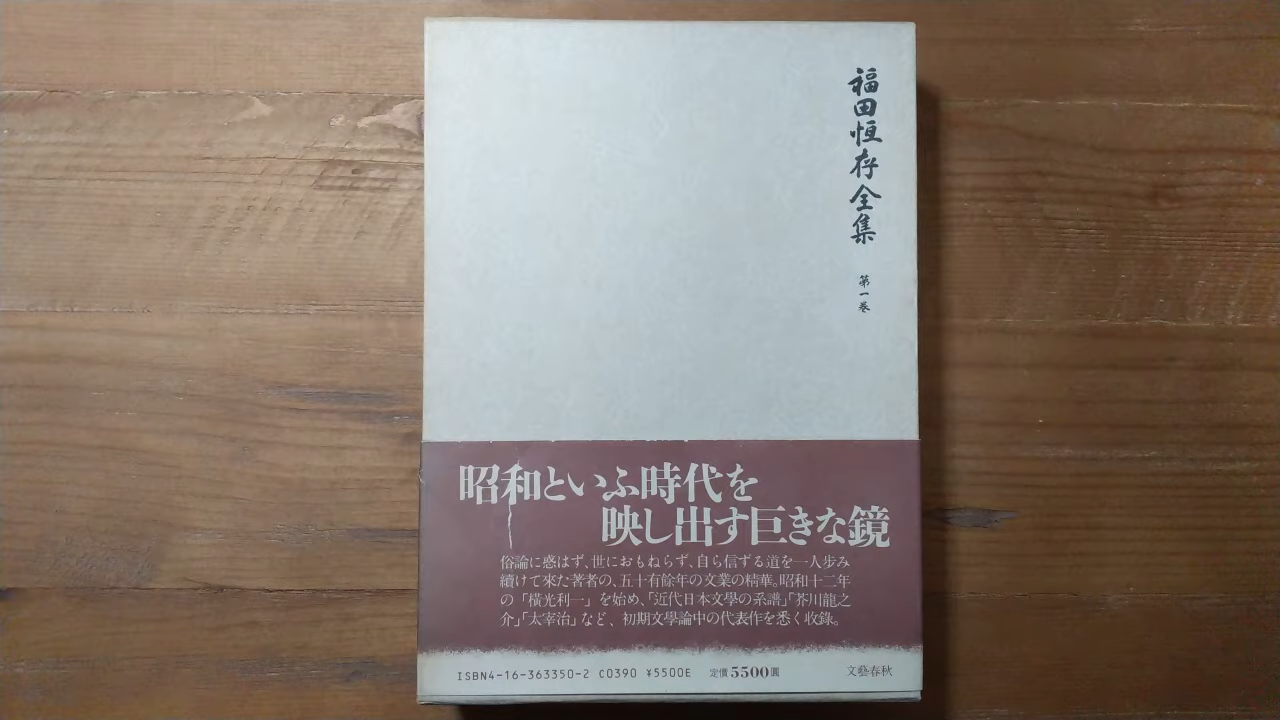 福田恆存全集
第一巻
昭和といふ時代を
映し出す巨きな鏡
俗論に惑はず、世におもねらず、自ら信ずる道を一人歩み
續けて來た著者の、五十有餘年の文業の精華。昭和十二年
の「橫光利一」を始め、「近代日本文學の系譜」「芥川龍之
介」「太宰治」など、初期文學論中の代表作を悉く收錄。
ISBN4-16-363350-2 C0390 ¥5500E 定價5500圓 文藝春秋